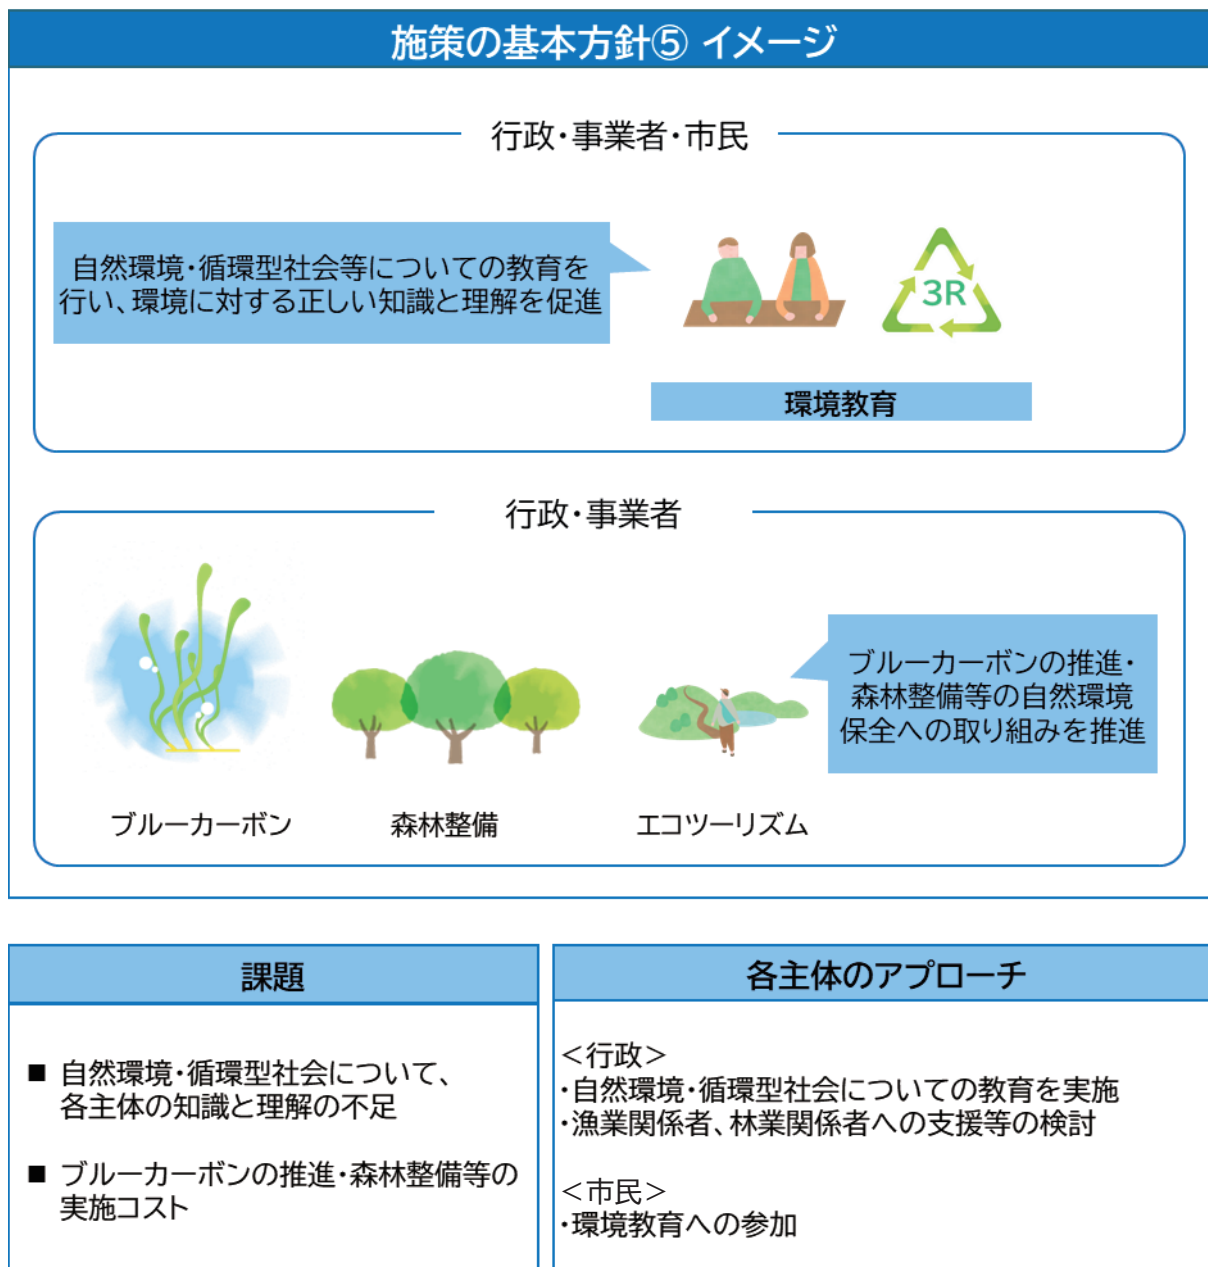 施策の基本方針⑤ イメージ
行政・事業者・市民
自然環境・循環型社会等についての教育を
行い、環境に対する正しい知識と理解を促進
3R
環境教育
行政・事業者
ブルーカーボンの推進・
森林整備等の自然環境
保全への取り組みを推進
ブルーカーボン
森林整備
エコツーリズム
課題
■ 自然環境・循環型社会について、
各主体の知識と理解の不足
■ ブルーカーボンの推進・森林整備等の
実施コスト
各主体のアプローチ
＜行政＞
・自然環境・循環型社会についての教育を実施
・漁業関係者、林業関係者への支援等の検討
＜市民＞
・環境教育への参加